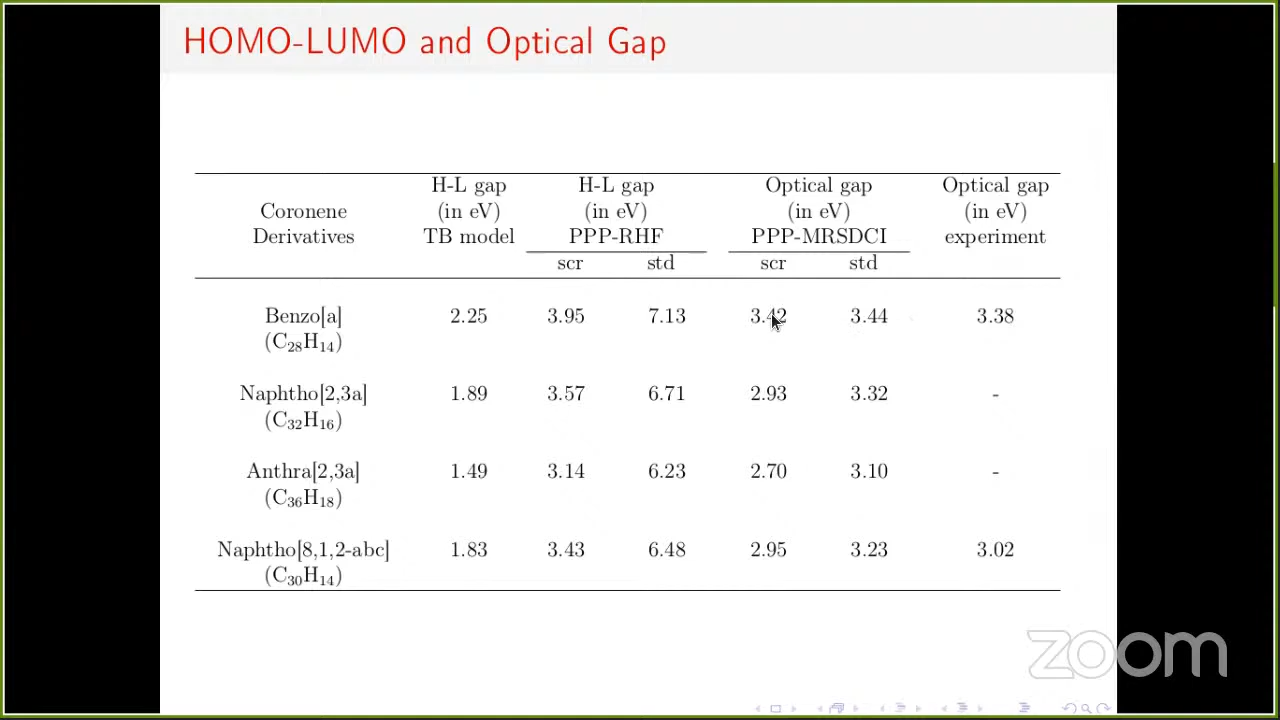 HOMO-LUMO and Optical Gap
H-L gap H-L gap Optical gap Optical gap
Coronene (in eV) (in eV) (in eV) (in eV)
Derivatives TB model PPP-RHF PPP-MRSDCI experiment
scr std scr std
Benzo[a] 2.25 3.95 7.13 3.42 3.44 3.38
(C₂₈H₁₄)
Naphtho[2,3a] 1.89 3.57 6.71 2.93 3.32 -
(C₃₂H₁₆)
Anthra[2,3a] 1.49 3.14 6.23 2.70 3.10 -
(C₃₆H₁₈)
Naphtho[8,1,2-abc] 1.83 3.43 6.48 2.95 3.23 3.02
(C₃₀H₁₄)
zoom